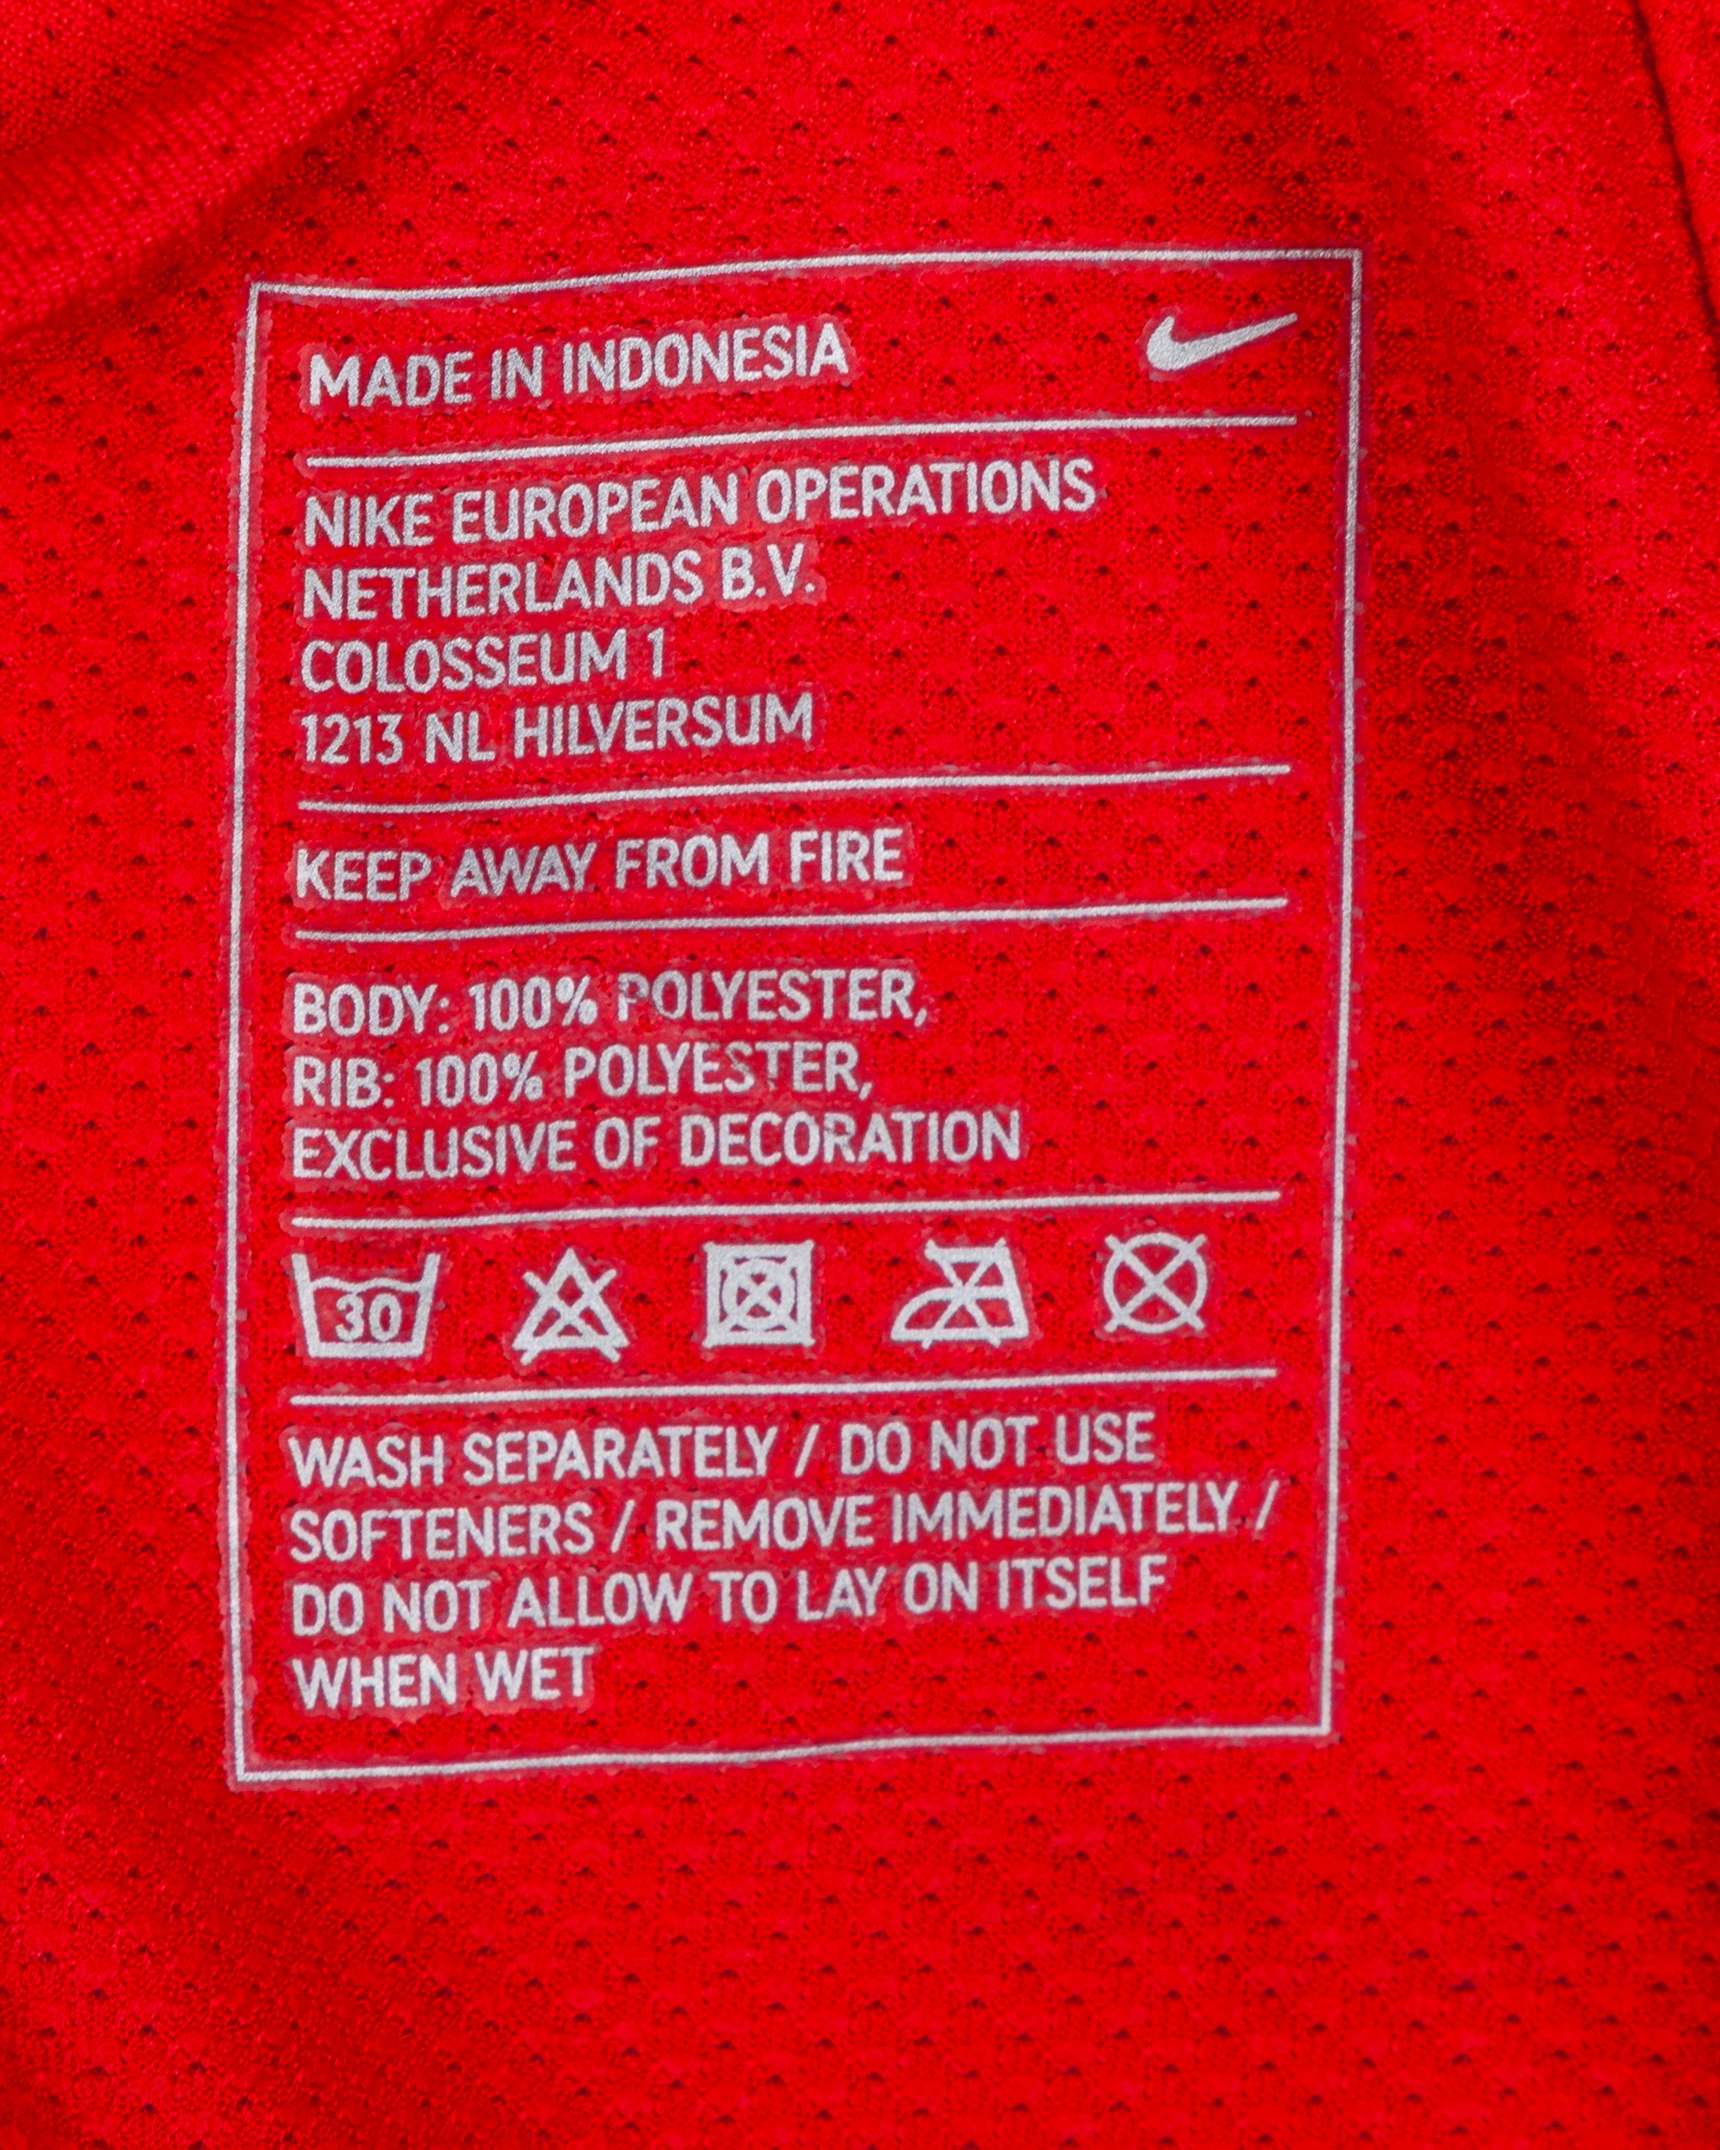 MADE IN INDONESIA
NIKE EUROPEAN OPERATIONS
NETHERLANDS B.V.
COLOSSEUM 1
1213 NL HILVERSUM
KEEP AWAY FROM FIRE
BODY: 100% POLYESTER,
RIB: 100% POLYESTER,
EXCLUSIVE OF DECORATION
30
WASH SEPARATELY / DO NOT USE
SOFTENERS / REMOVE IMMEDIATELY /
DO NOT ALLOW TO LAY ON ITSELF
WHEN WET